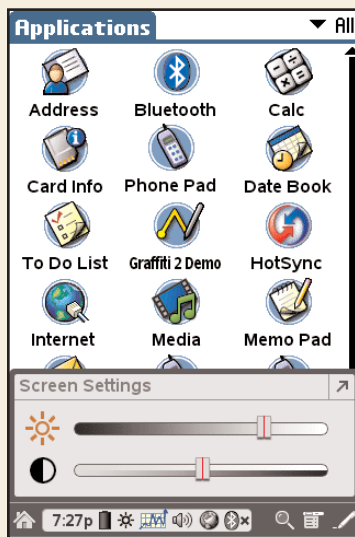 Applications ▼ All
Address Bluetooth Calc
Card Info Phone Pad Date Book
To Do List Graffiti 2 Demo HotSync
Internet Media Memo Pad
Screen Settings
7:27p